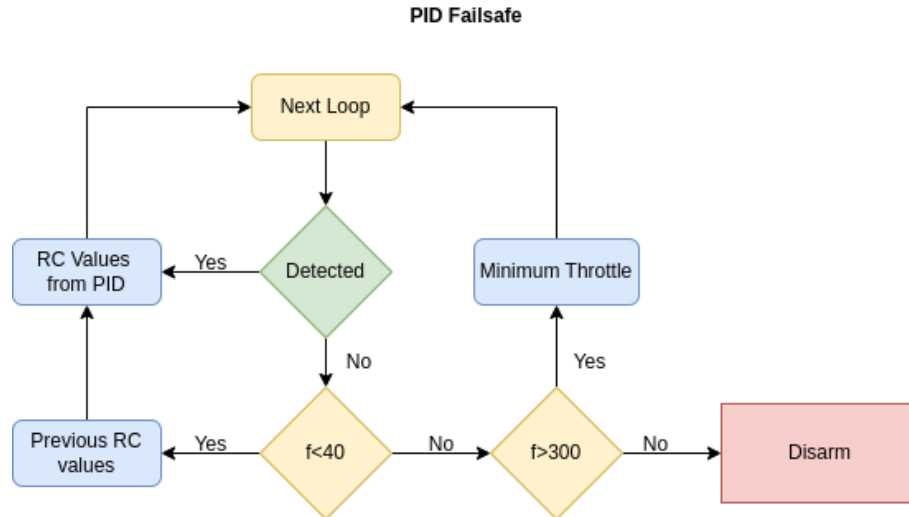 PID Failsafe
Next Loop
RC Values
from PID
Yes
Detected
Minimum Throttle
No
Yes
Previous RC
values
Yes
f<40
No
f>300
No
Disarm